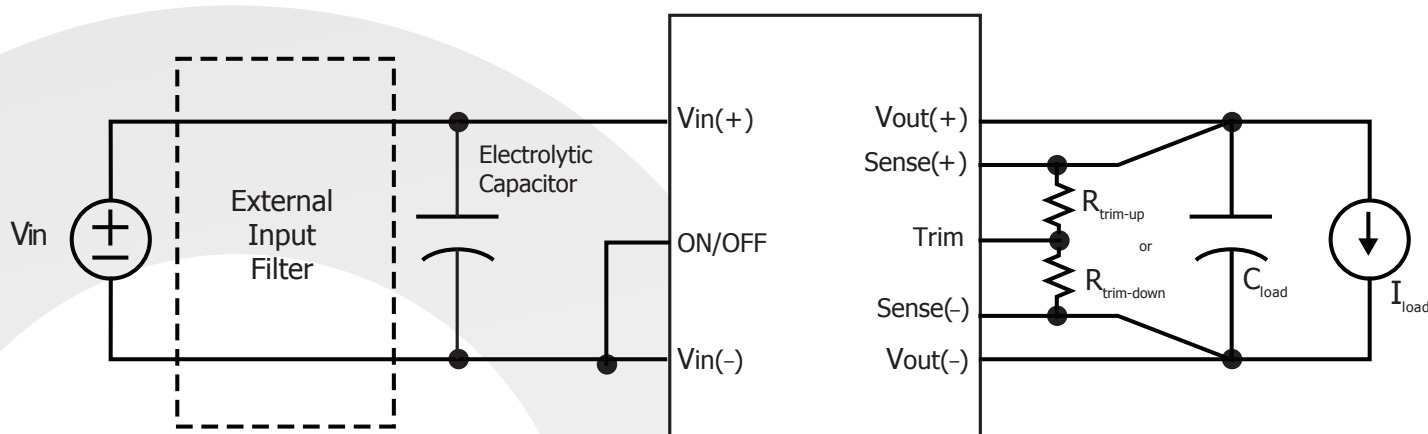 Vin
External
Input
Filter
Electrolytic
Capacitor
Vin(+)
ON/OFF
Vin(−)
Vout(+)
Sense(+)
Trim
Sense(−)
Vout(−)
Rtrim-up
or
Rtrim-down
Cload
Iload